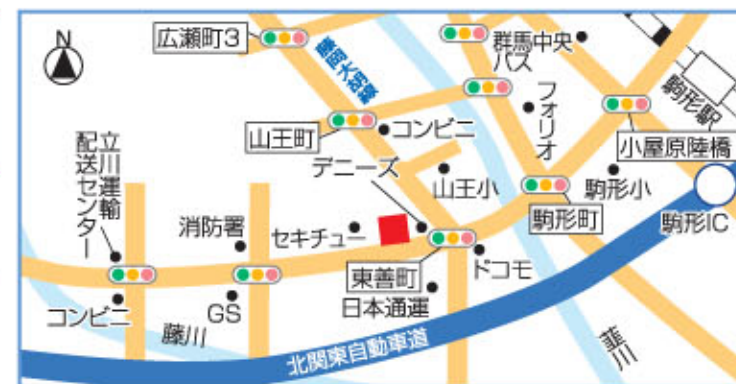 N
広瀬町3
藤岡大胡線
群馬中央
バス
フォリオ
駒形駅
山王町
コンビニ
小屋原陸橋
デニーズ
山王小
駒形小
駒形町
駒形IC
立川運輸
配送センター
消防署
セキチュー
東善町
ドコモ
コンビニ
GS
日本通運
藤川
韮川
北関東自動車道